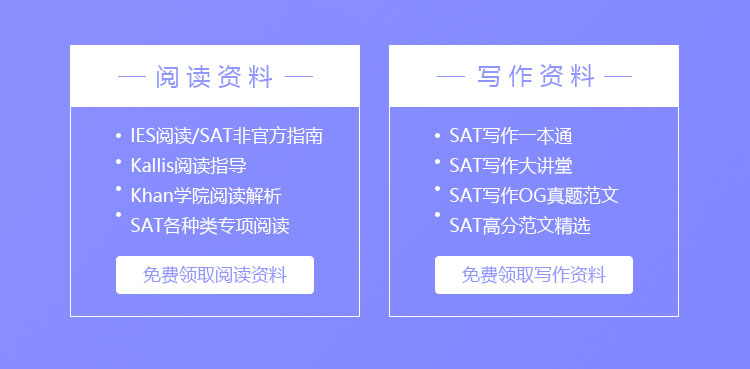 阅读资料
IES阅读/SAT非官方指南
Kallis阅读指导
Khan学院阅读解析
SAT各种类专项阅读
免费领取阅读资料
写作资料
SAT写作一本通
SAT写作大讲堂
SAT写作OG真题范文
SAT高分范文精选
免费领取写作资料